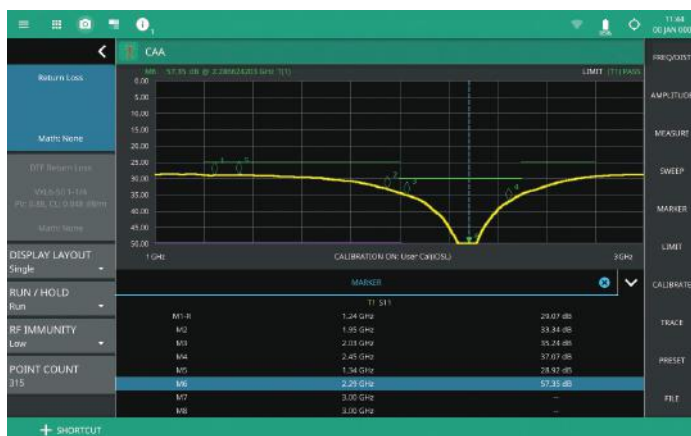 1
11:44
00 JAN 000
CAA
FREQ/DIST
Return Loss
Math: None
M6 57.35 dB @ 2.288624203 GHz T(1)
LIMIT (T1) PASS
0.00
5.00
10.00
15.00
20.00
25.00
30.00
35.00
40.00
45.00
50.00
AMPLITUDE
MEASURE
SWEEP
MARKER
LIMIT
CALIBRATE
TRACE
PRESET
FILE
DTF Return Loss
Math: None
1 GHz
CALIBRATION ON: User Cal(OSL)
3 GHz
DISPLAY LAYOUT
Single
RUN / HOLD
Run
RF IMMUNITY
Low
POINT COUNT
315
MARKER
T1 S11
M1-R 1.24 GHz 29.07 dB
M2 1.95 GHz 33.34 dB
M3 2.03 GHz 35.24 dB
M4 2.45 GHz 37.07 dB
M5 1.34 GHz 28.92 dB
M6 2.29 GHz 57.35 dB
M7 3.00 GHz --
M8 3.00 GHz --
+ SHORTCUT